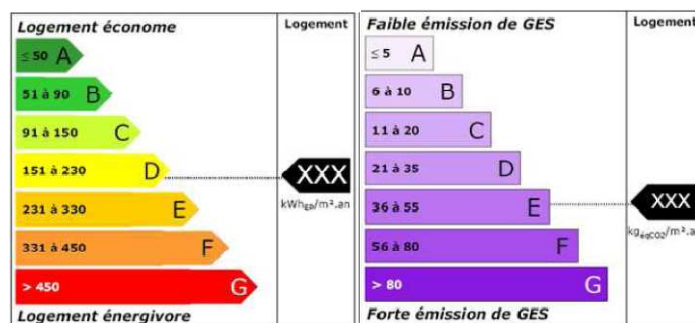 Logement économe
Logement
≤ 50 A
51 à 90 B
91 à 150 C
151 à 230 D
XXX
kWhEP/m².an
231 à 330 E
331 à 450 F
> 450 G
Logement énergivore
Faible émission de GES
Logement
≤ 5 A
6 à 10 B
11 à 20 C
21 à 35 D
36 à 55 E
XXX
kgéqCO2/m².a
56 à 80 F
> 80 G
Forte émission de GES